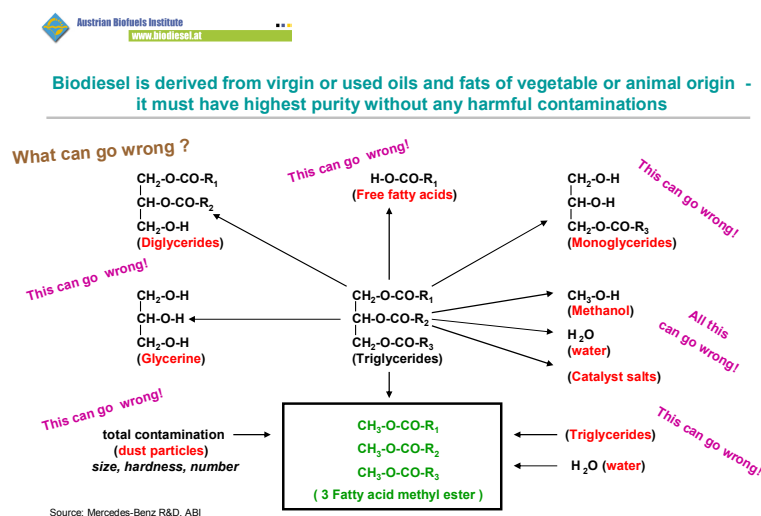 Austrian Biofuels Institute
www.biodiesel.at
Biodiesel is derived from virgin or used oils and fats of vegetable or animal origin -
it must have highest purity without any harmful contaminations
What can go wrong ?
This can go wrong!
CH₂-O-CO-R₁
CH-O-CO-R₂
CH₂-O-H
(Diglycerides)
H-O-CO-R₁
(Free fatty acids)
CH₂-O-H
CH-O-H
CH₂-O-CO-R₃
(Monoglycerides)
This can go wrong!
This can go wrong!
CH₂-O-H
CH-O-H
CH₂-O-H
(Glycerine)
CH₂-O-CO-R₁
CH-O-CO-R₂
CH₂-O-CO-R₃
(Triglycerides)
CH₃-O-H
(Methanol)
H₂O
(water)
(Catalyst salts)
All this
can go wrong!
This can go wrong!
total contamination
(dust particles)
size, hardness, number
CH₃-O-CO-R₁
CH₃-O-CO-R₂
CH₃-O-CO-R₃
( 3 Fatty acid methyl ester )
(Triglycerides)
H₂O (water)
This can go wrong!
Source: Mercedes-Benz R&D, ABI